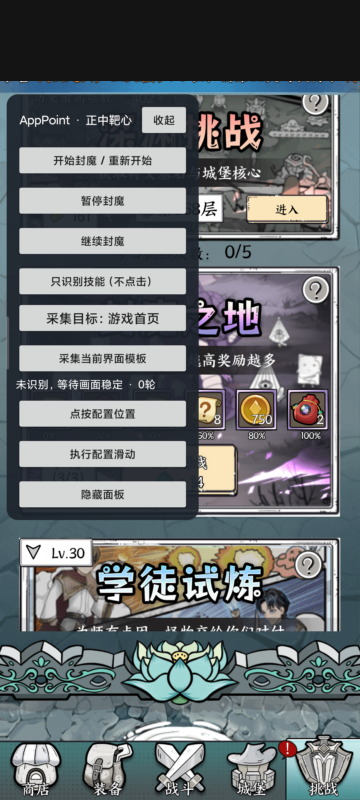 AppPoint · 正中靶心
收起
开始封魔 / 重新开始
暂停封魔
继续封魔
只识别技能 (不点击)
采集目标: 游戏首页
采集当前界面模板
未识别, 等待画面稳定 · 0轮
点按配置位置
执行配置滑动
隐藏面板
挑战
?
城堡核心
8层
进入
0/5
?
之地
高奖励越多
8
750
2
50%
80%
100%
4
Lv.30
?
学徒试炼
商店
装备
战斗
城堡
!
挑战